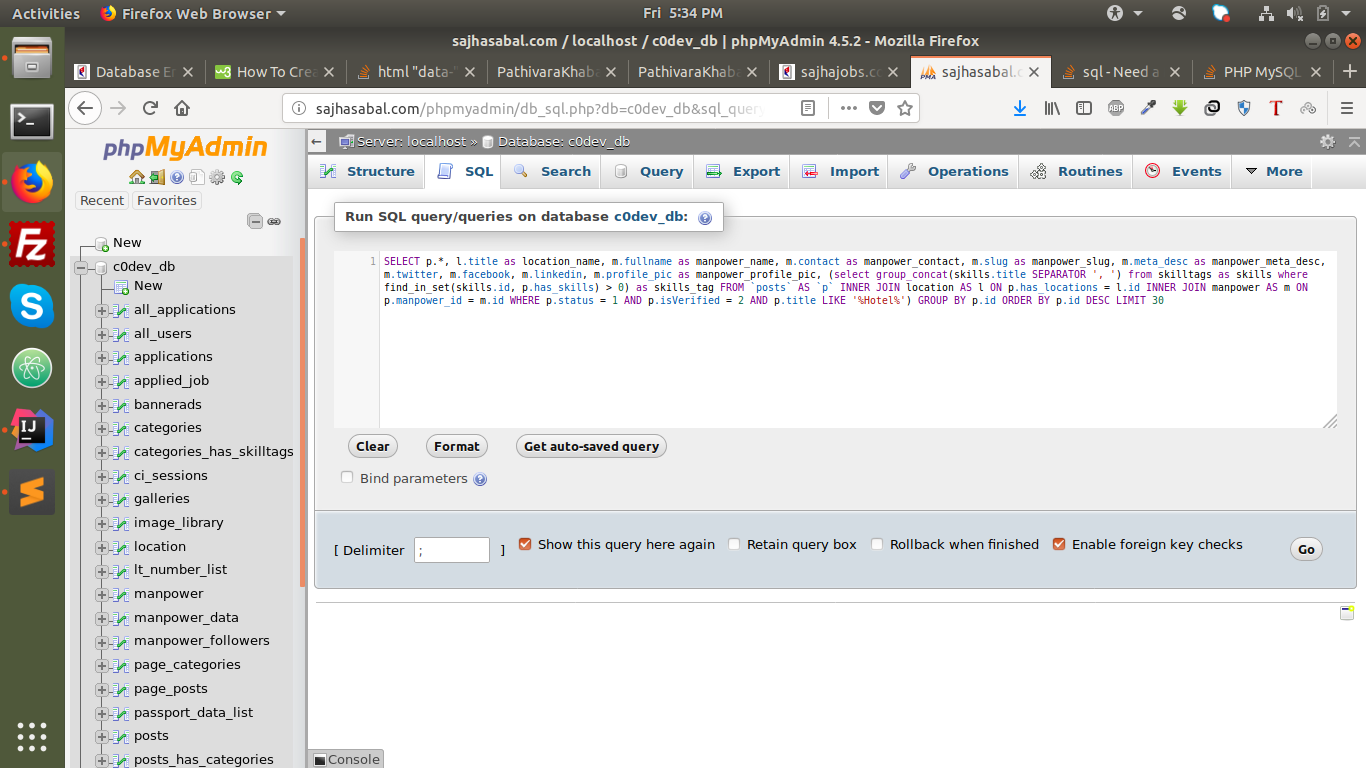 Activities
Firefox Web Browser
Fri 5:34 PM
sajhasabal.com / localhost / c0dev_db | phpMyAdmin 4.5.2 - Mozilla Firefox
Database En
How To Crea
html "data-
PathivaraKhaba
PathivaraKhaba
sajhajobs.co
sajhasabal.c
sql - Need a
PHP MySQL
sajhasabal.com/phpmyadmin/db_sql.php?db=c0dev_db&sql_query
ABP
phpMyAdmin
Recent
Favorites
New
c0dev_db
New
all_applications
all_users
applications
applied_job
bannerads
categories
categories_has_skilltags
ci_sessions
galleries
image_library
location
lt_number_list
manpower
manpower_data
manpower_followers
page_categories
page_posts
passport_data_list
posts
posts_has_categories
Server: localhost » Database: c0dev_db
Structure
SQL
Search
Query
Export
Import
Operations
Routines
Events
More
Run SQL query/queries on database c0dev_db:
1
SELECT p.*, l.title as location_name, m.fullname as manpower_name, m.contact as manpower_contact, m.slug as manpower_slug, m.meta_desc as manpower_meta_desc,
m.twitter, m.facebook, m.linkedin, m.profile_pic as manpower_profile_pic, (select group_concat(skills.title SEPARATOR ', ') from skilltags as skills where
find_in_set(skills.id, p.has_skills) > 0) as skills_tag FROM `posts` AS `p` INNER JOIN location AS l ON p.has_locations = l.id INNER JOIN manpower AS m ON
p.manpower_id = m.id WHERE p.status = 1 AND p.isVerified = 2 AND p.title LIKE '%Hotel%') GROUP BY p.id ORDER BY p.id DESC LIMIT 30
Clear
Format
Get auto-saved query
Bind parameters
[ Delimiter ; ]
Show this query here again
Retain query box
Rollback when finished
Enable foreign key checks
Go
Console